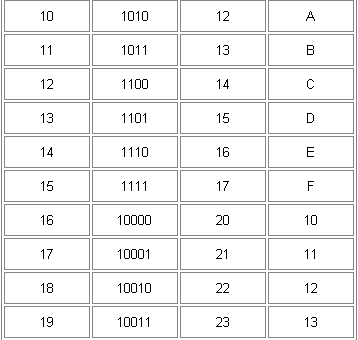 10 1010 12 A
11 1011 13 B
12 1100 14 C
13 1101 15 D
14 1110 16 E
15 1111 17 F
16 10000 20 10
17 10001 21 11
18 10010 22 12
19 10011 23 13